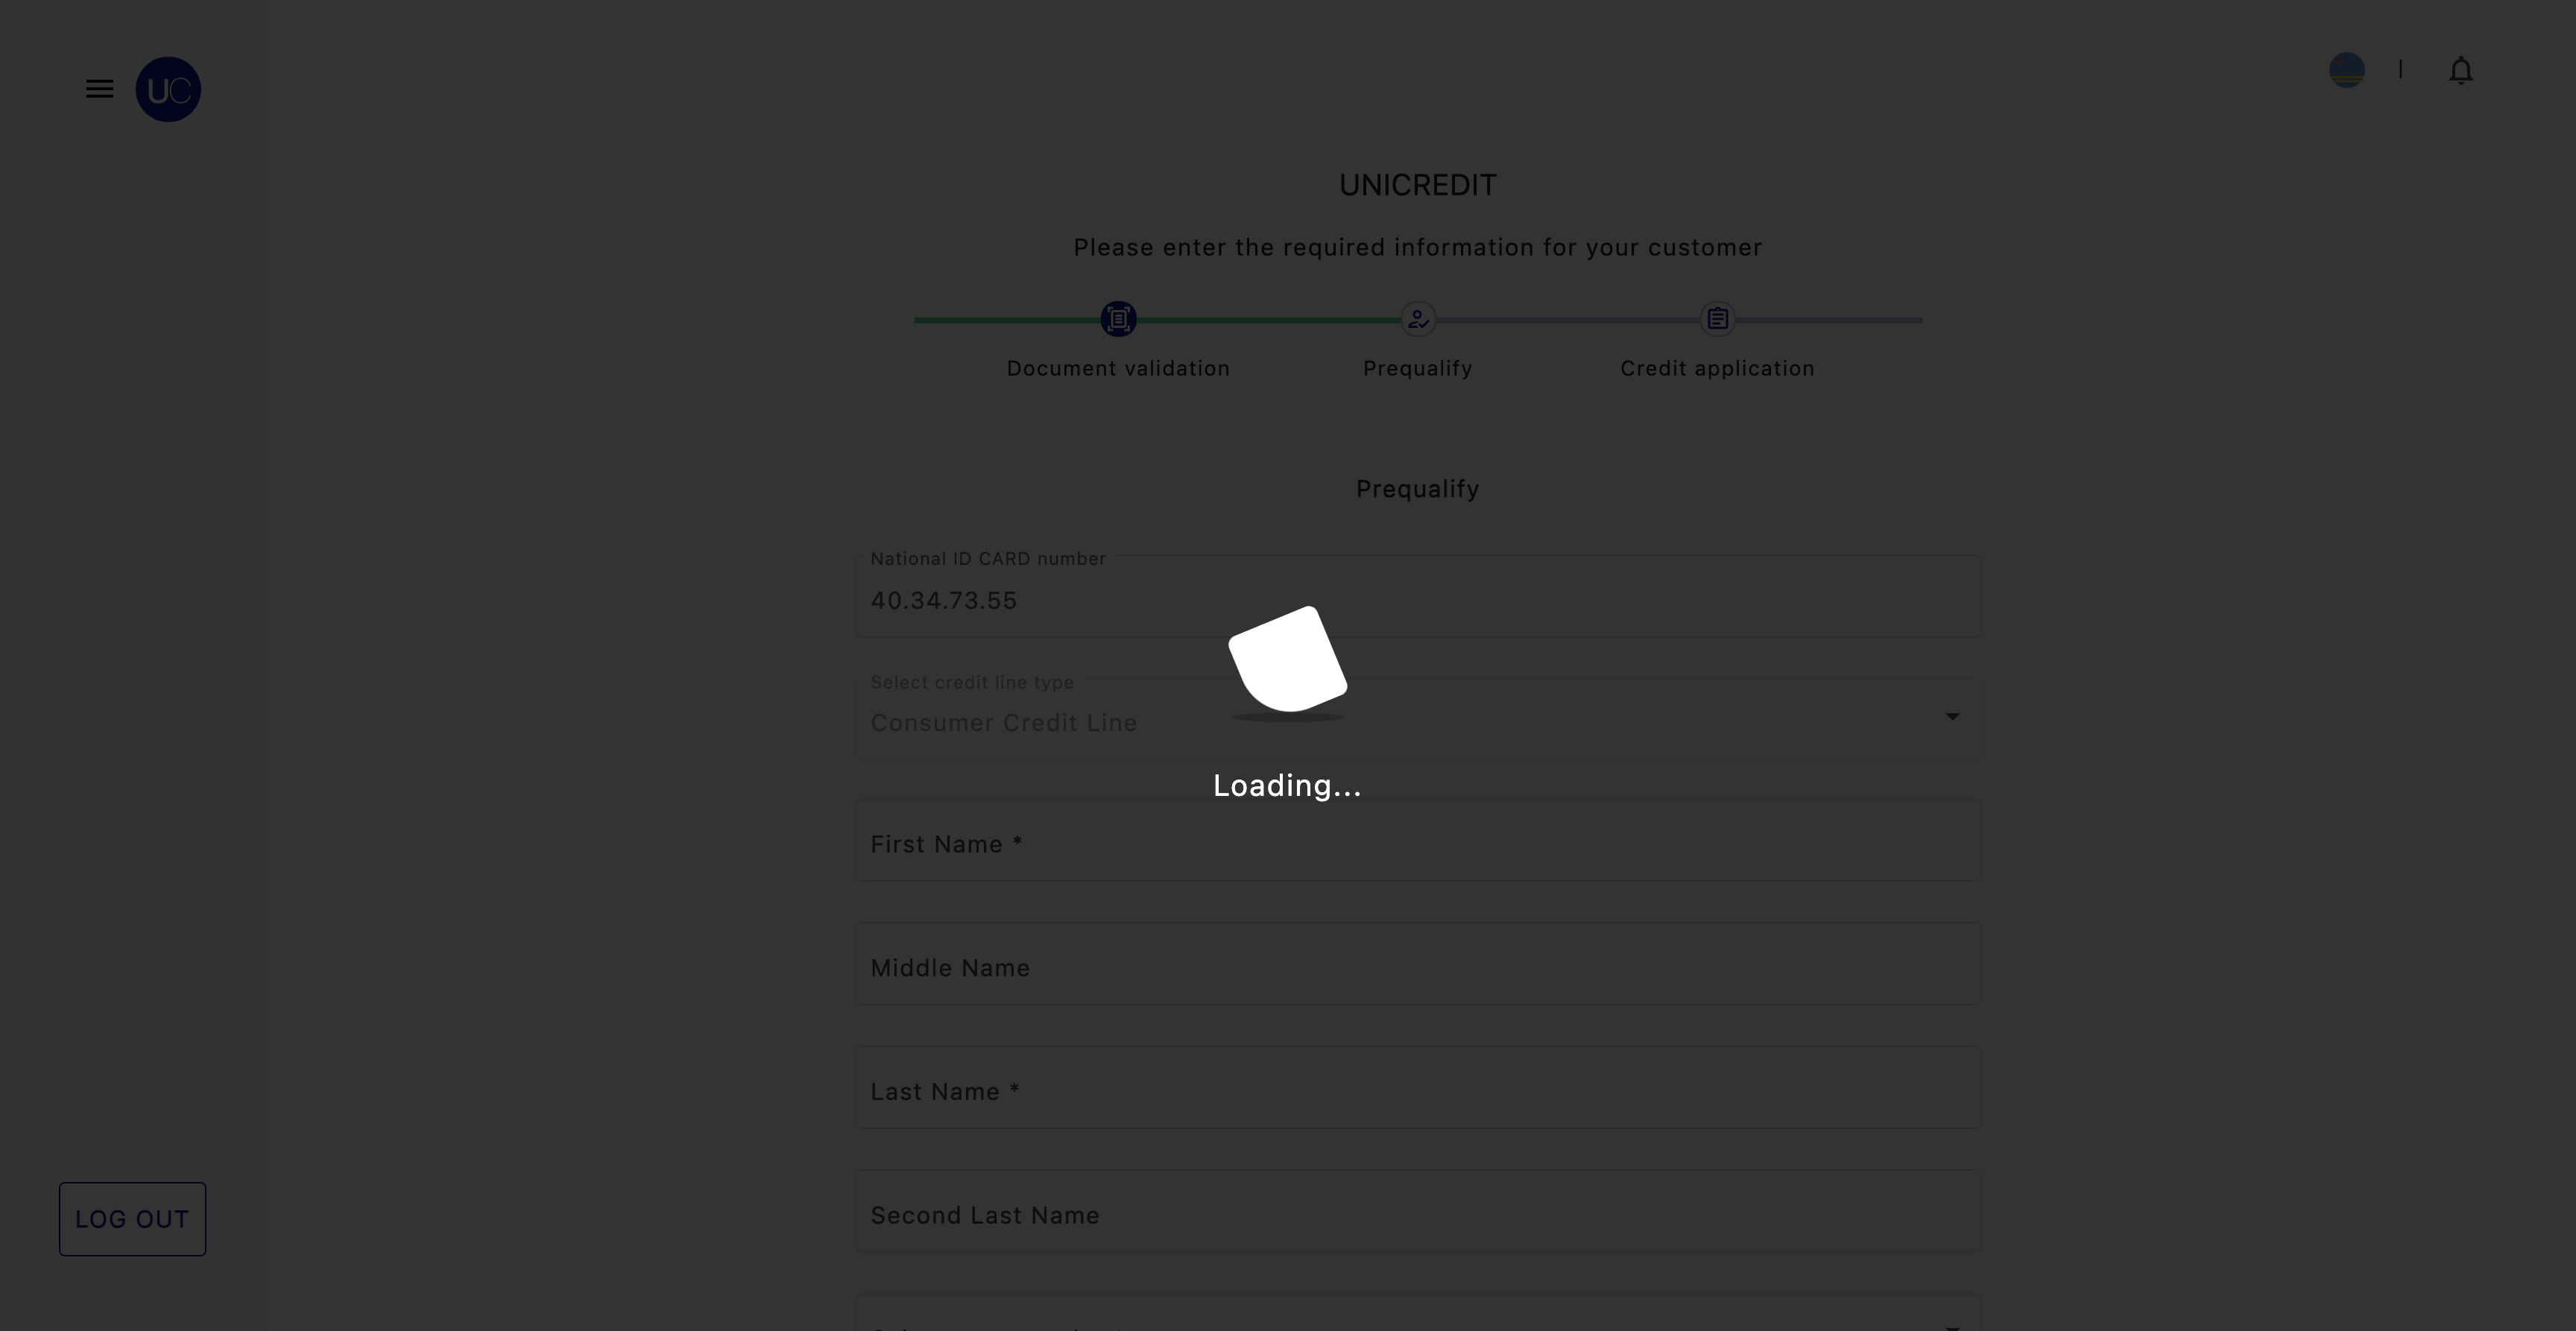 UC
UNICREDIT
Please enter the required information for your customer
Document validation
Prequalify
Credit application
Prequalify
National ID CARD number
40.34.73.55
Select credit line type
Consumer Credit Line
Loading...
First Name *
Middle Name
Last Name *
Second Last Name
LOG OUT